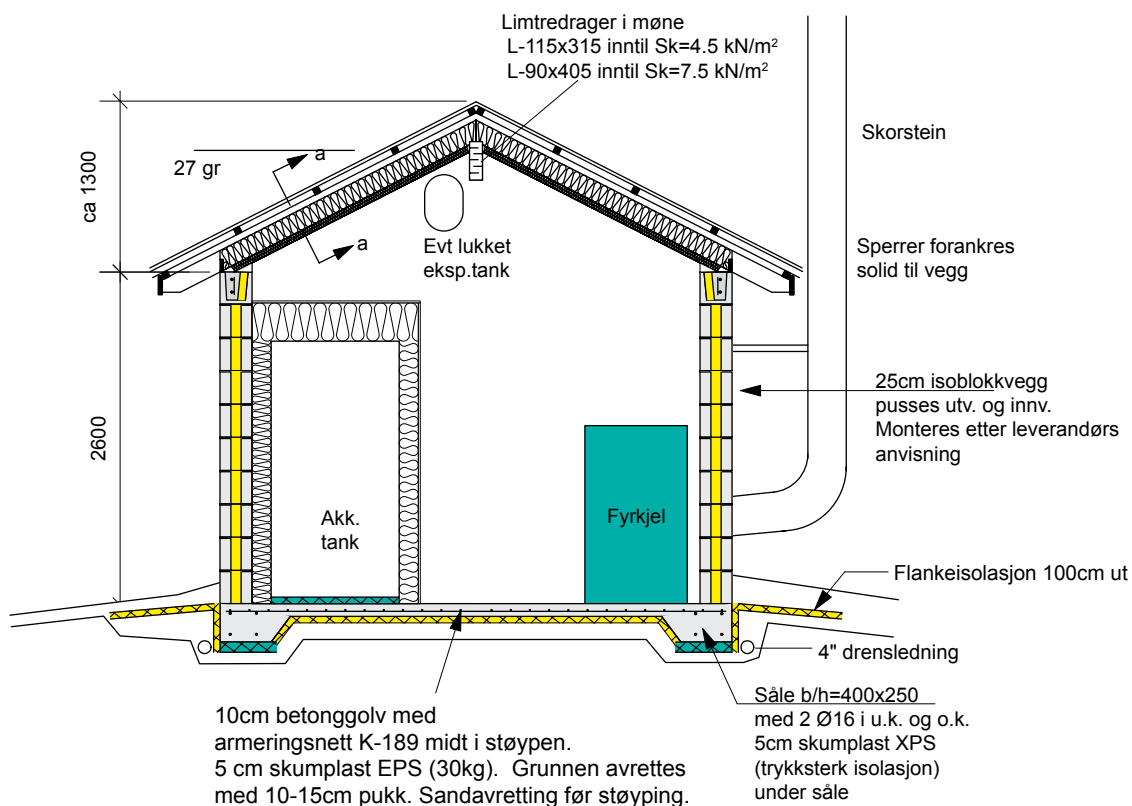 Limtredrager i møne
L-115x315 inntil Sk=4.5 kN/m²
L-90x405 inntil Sk=7.5 kN/m²
Skorstein
a
27 gr
ca 1300
a
Evt lukket
eksp.tank
Sperrer forankres
solid til vegg
25cm isoblokkvegg
pusses utv. og innv.
Monteres etter leverandørs
anvisning
2600
Akk.
tank
Fyrkjel
Flankeisolasjon 100cm ut
4" drensledning
Såle b/h=400x250
med 2 Ø16 i u.k. og o.k.
5cm skumplast XPS
(trykksterk isolasjon)
under såle
10cm betonggolv med
armeringsnett K-189 midt i støypen.
5 cm skumplast EPS (30kg).  Grunnen avrettes
med 10-15cm pukk. Sandavretting før støyping.